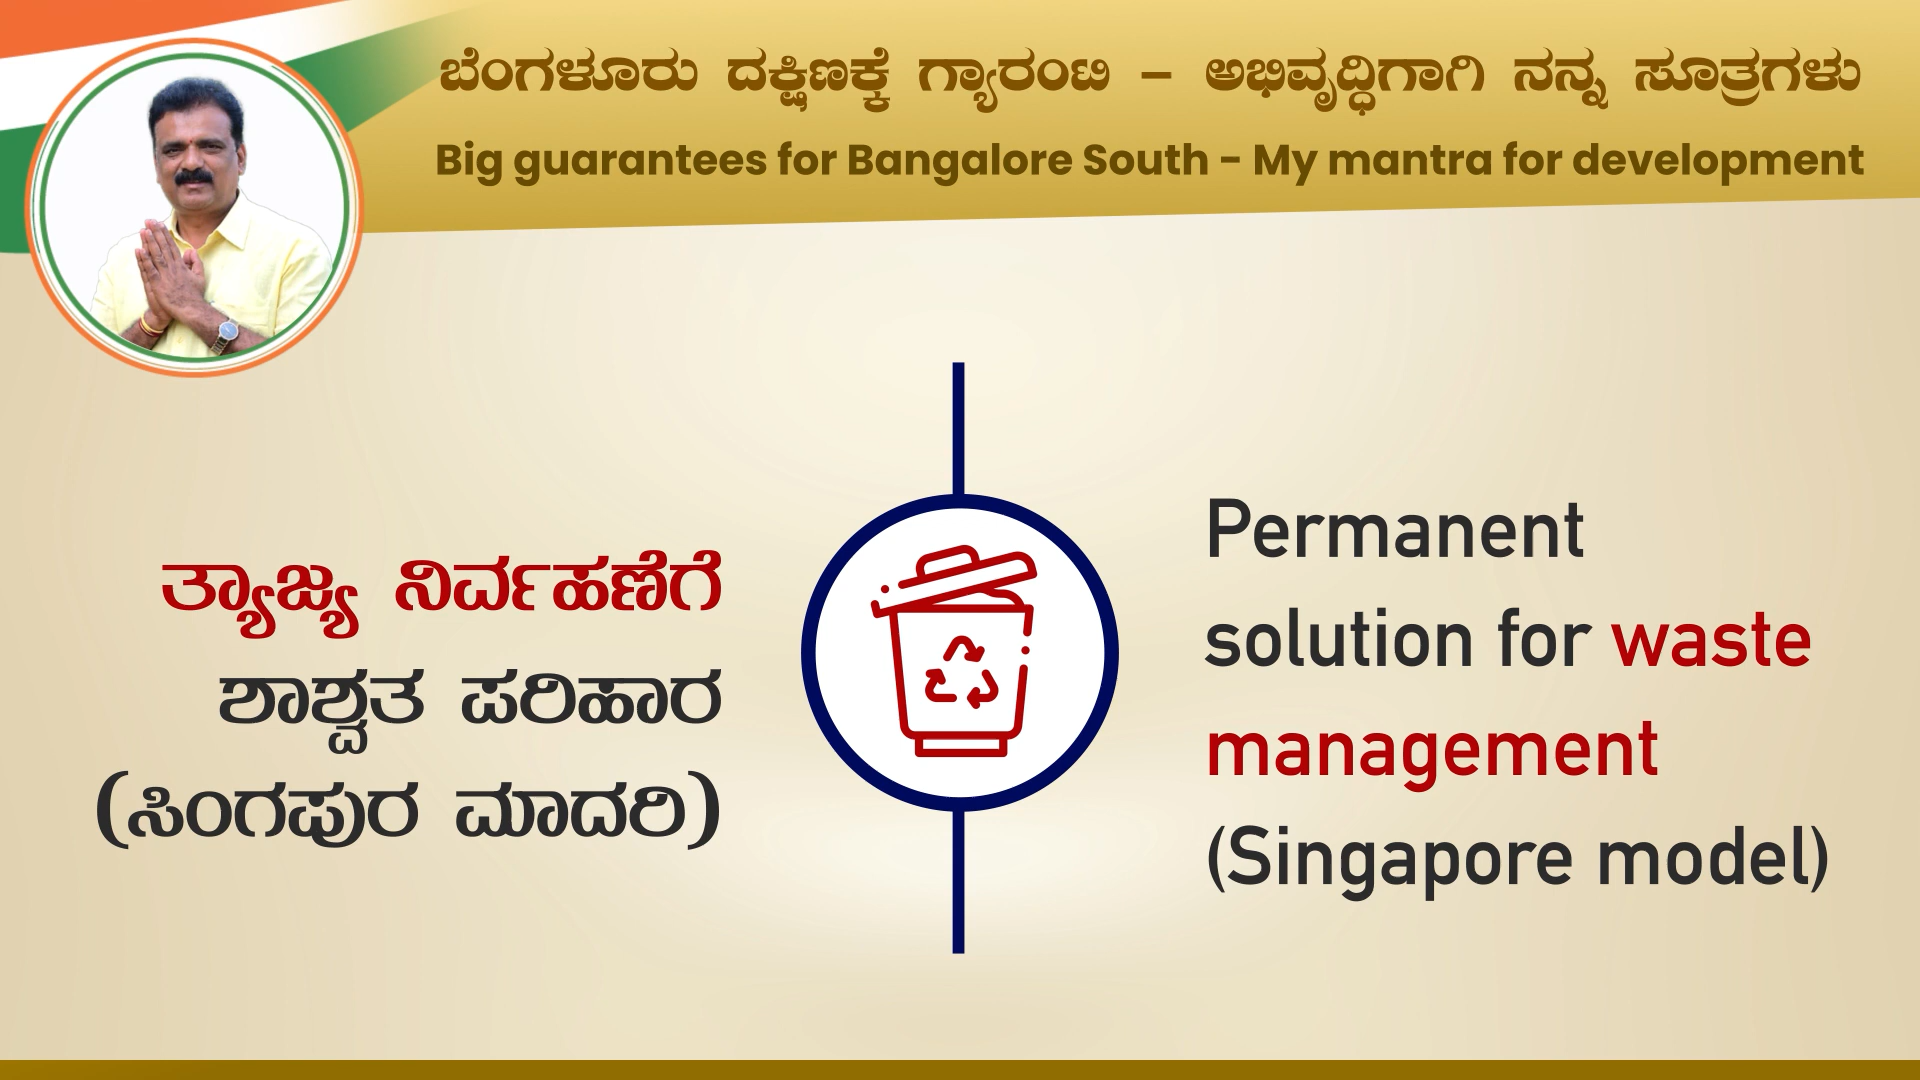 ಬೆಂಗಳೂರು ದಕ್ಷಿಣಕ್ಕೆ ಗ್ಯಾರಂಟಿ – ಅಭಿವೃದ್ಧಿಗಾಗಿ ನನ್ನ ಸೂತ್ರಗಳು
Big guarantees for Bangalore South - My mantra for development
ತ್ಯಾಜ್ಯ ನಿರ್ವಹಣೆಗೆ
ಶಾಶ್ವತ ಪರಿಹಾರ
(ಸಿಂಗಪುರ ಮಾದರಿ)
Permanent
solution for waste
management
(Singapore model)